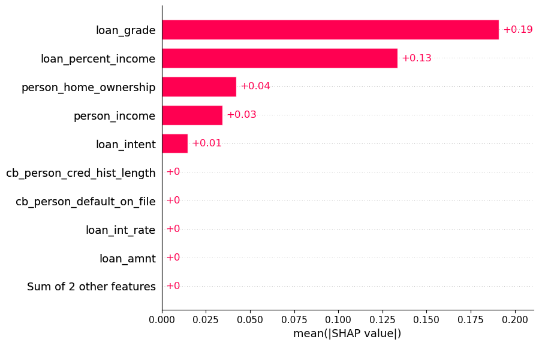 loan_grade
+0.19
loan_percent_income
+0.13
person_home_ownership
+0.04
person_income
+0.03
loan_intent
+0.01
cb_person_cred_hist_length
+0
cb_person_default_on_file
+0
loan_int_rate
+0
loan_amnt
+0
Sum of 2 other features
+0
0.000 0.025 0.050 0.075 0.100 0.125 0.150 0.175 0.200
mean(|SHAP value|)